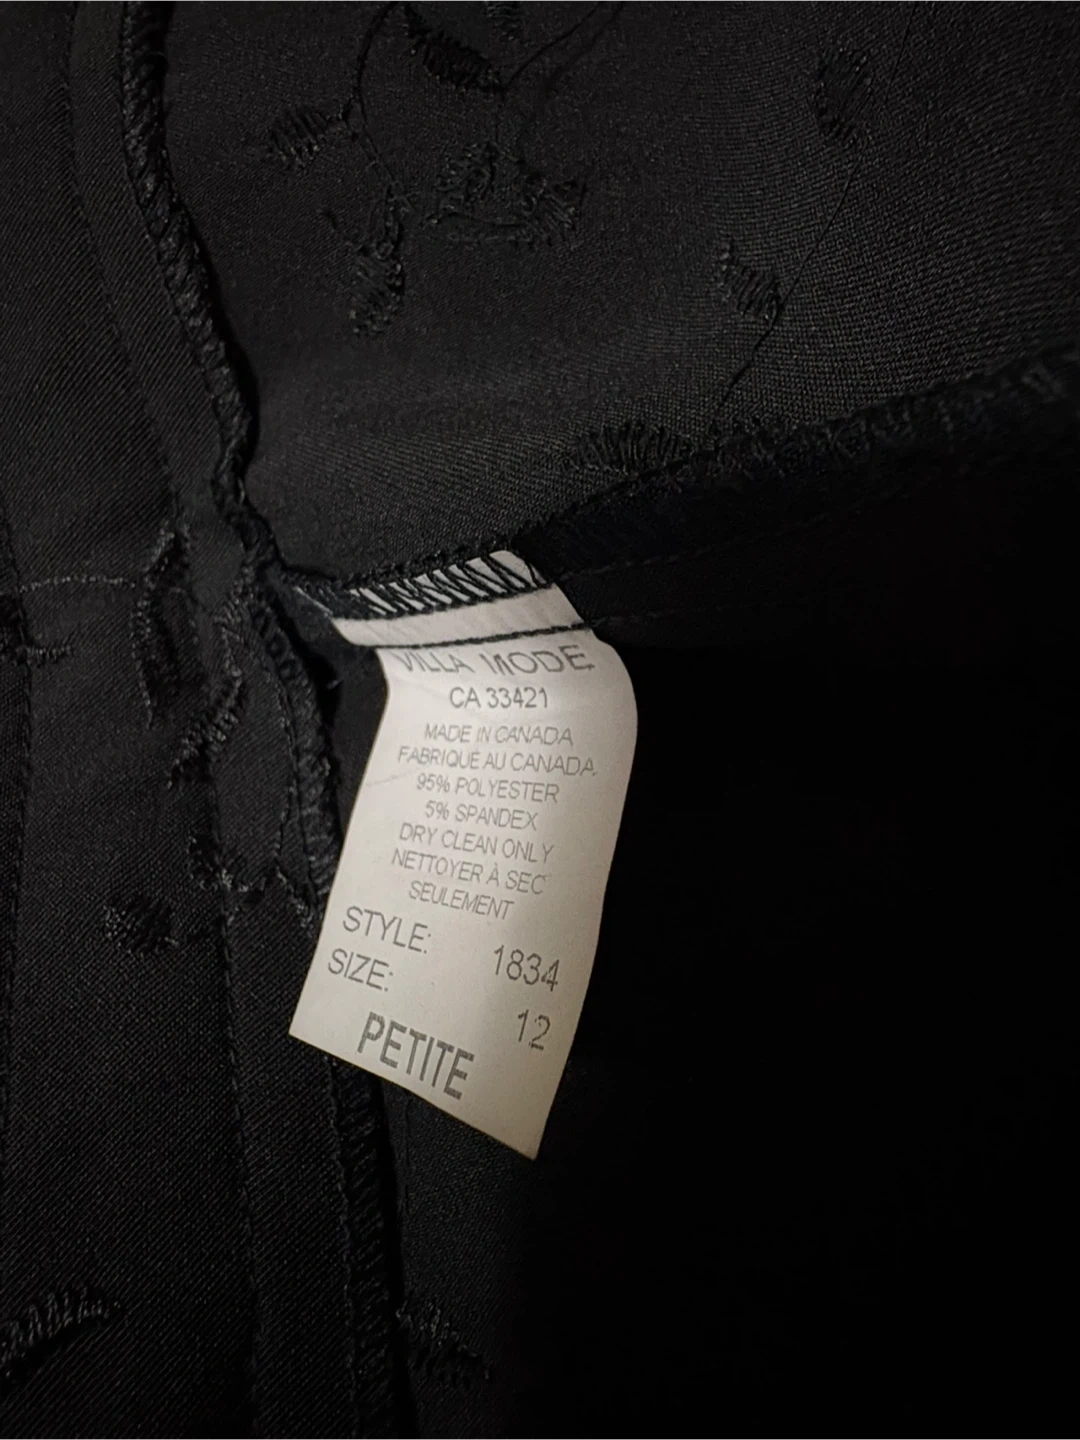 VILLA MODE
CA 33421
MADE IN CANADA
FABRIQUÉ AU CANADA
95% POLYESTER
5% SPANDEX
DRY CLEAN ONLY
NETTOYER À SEC
SEULEMENT
STYLE: 1834
SIZE: 12
PETITE